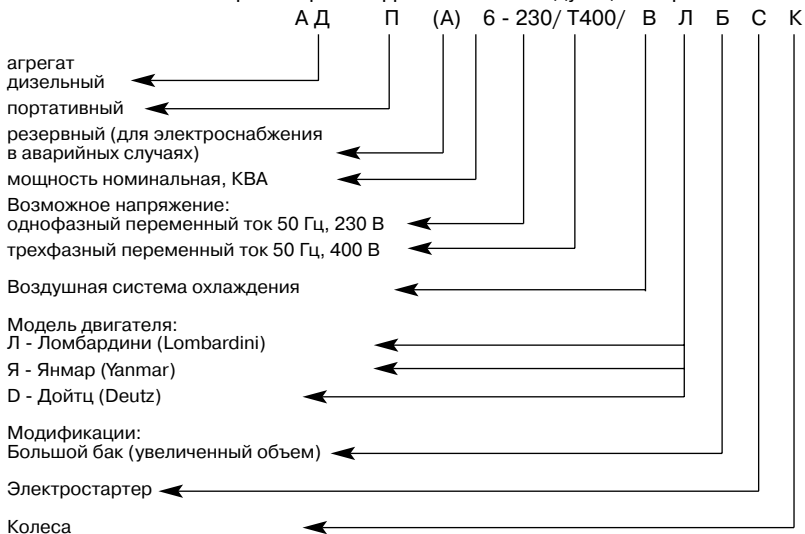 АД П (А) 6 - 230/ Т400/ В Л Б С К
агрегат
дизельный
портативный
резервный (для электроснабжения
в аварийных случаях)
мощность номинальная, КВА
Возможное напряжение:
однофазный переменный ток 50 Гц, 230 В
трехфазный переменный ток 50 Гц, 400 В
Воздушная система охлаждения
Модель двигателя:
Л - Ломбардини (Lombardini)
Я - Янмар (Yanmar)
D - Дойтц (Deutz)
Модификации:
Большой бак (увеличенный объем)
Электростартер
Колеса